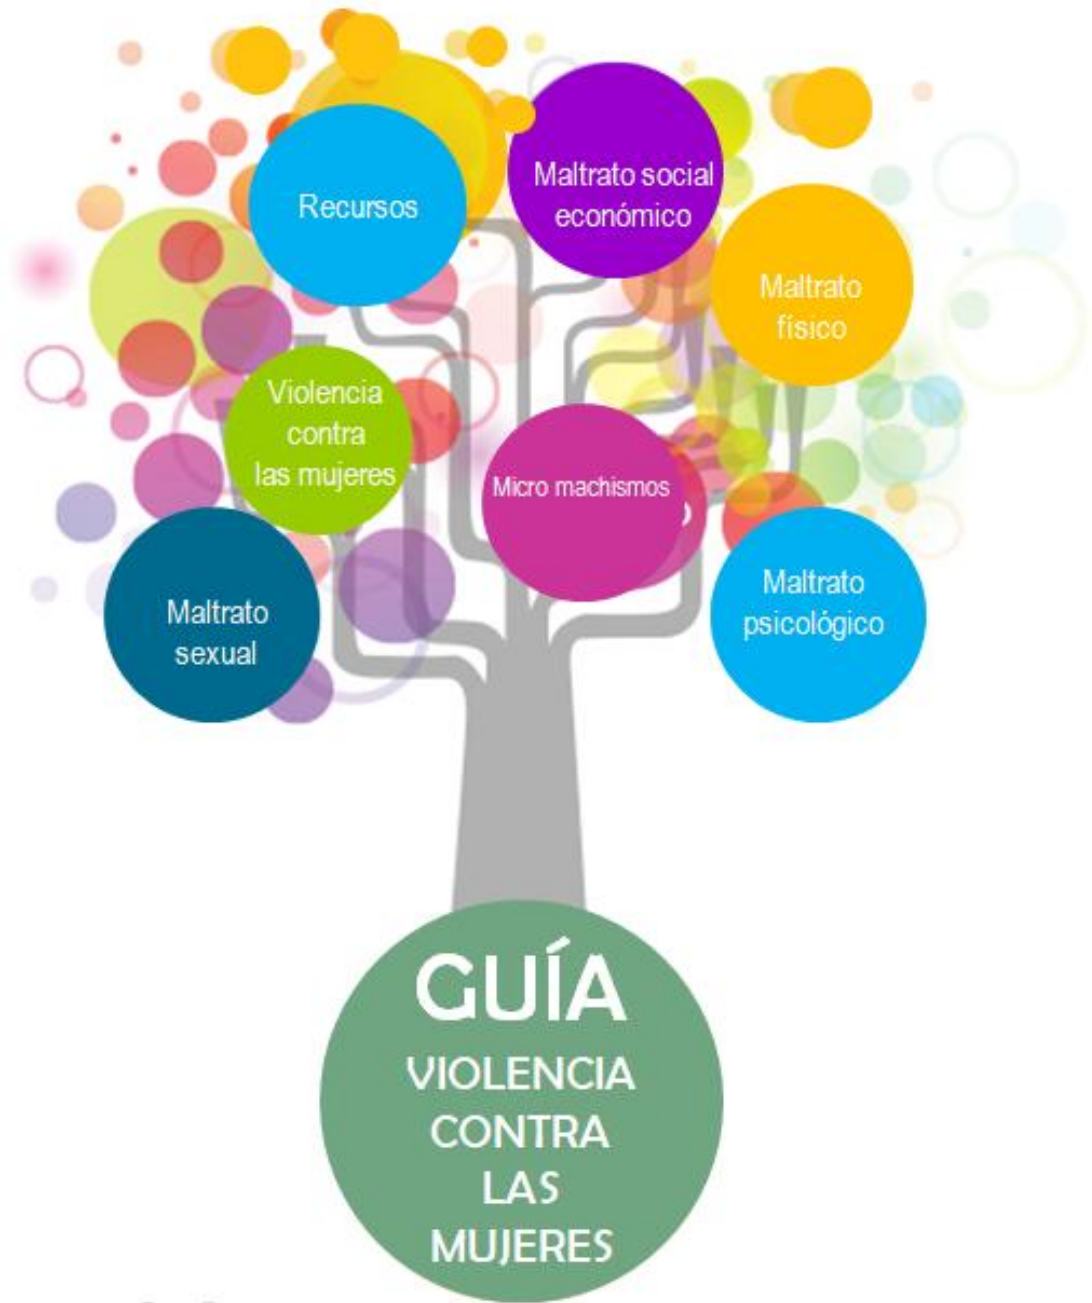 Recursos
Maltrato social
económico
Maltrato
físico
Violencia
contra
las mujeres
Micro machismos
Maltrato
sexual
Maltrato
psicológico
GUÍA
VIOLENCIA
CONTRA
LAS
MUJERES